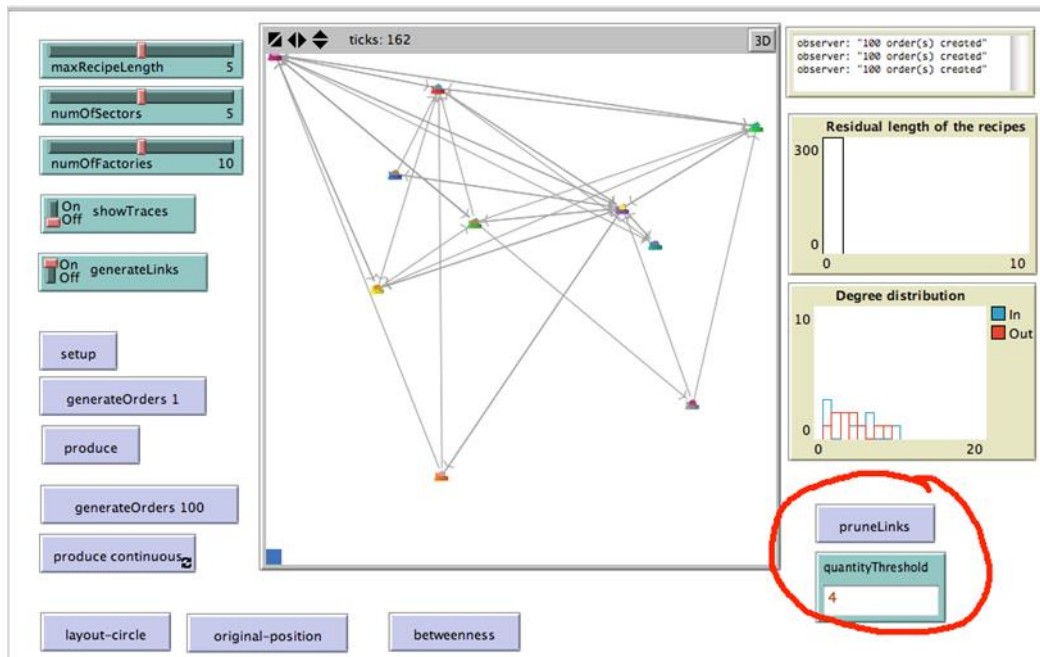 ticks: 162
3D
maxRecipeLength 5
numOfSectors 5
numOfFactories 10
On
Off
showTraces
On
Off
generateLinks
setup
generateOrders 1
produce
generateOrders 100
produce continuous
layout-circle
original-position
betweenness
observer: "100 order(s) created"
observer: "100 order(s) created"
observer: "100 order(s) created"
Residual length of the recipes
300
0
0 10
Degree distribution
10
In
Out
0
0 20
pruneLinks
quantityThreshold
4